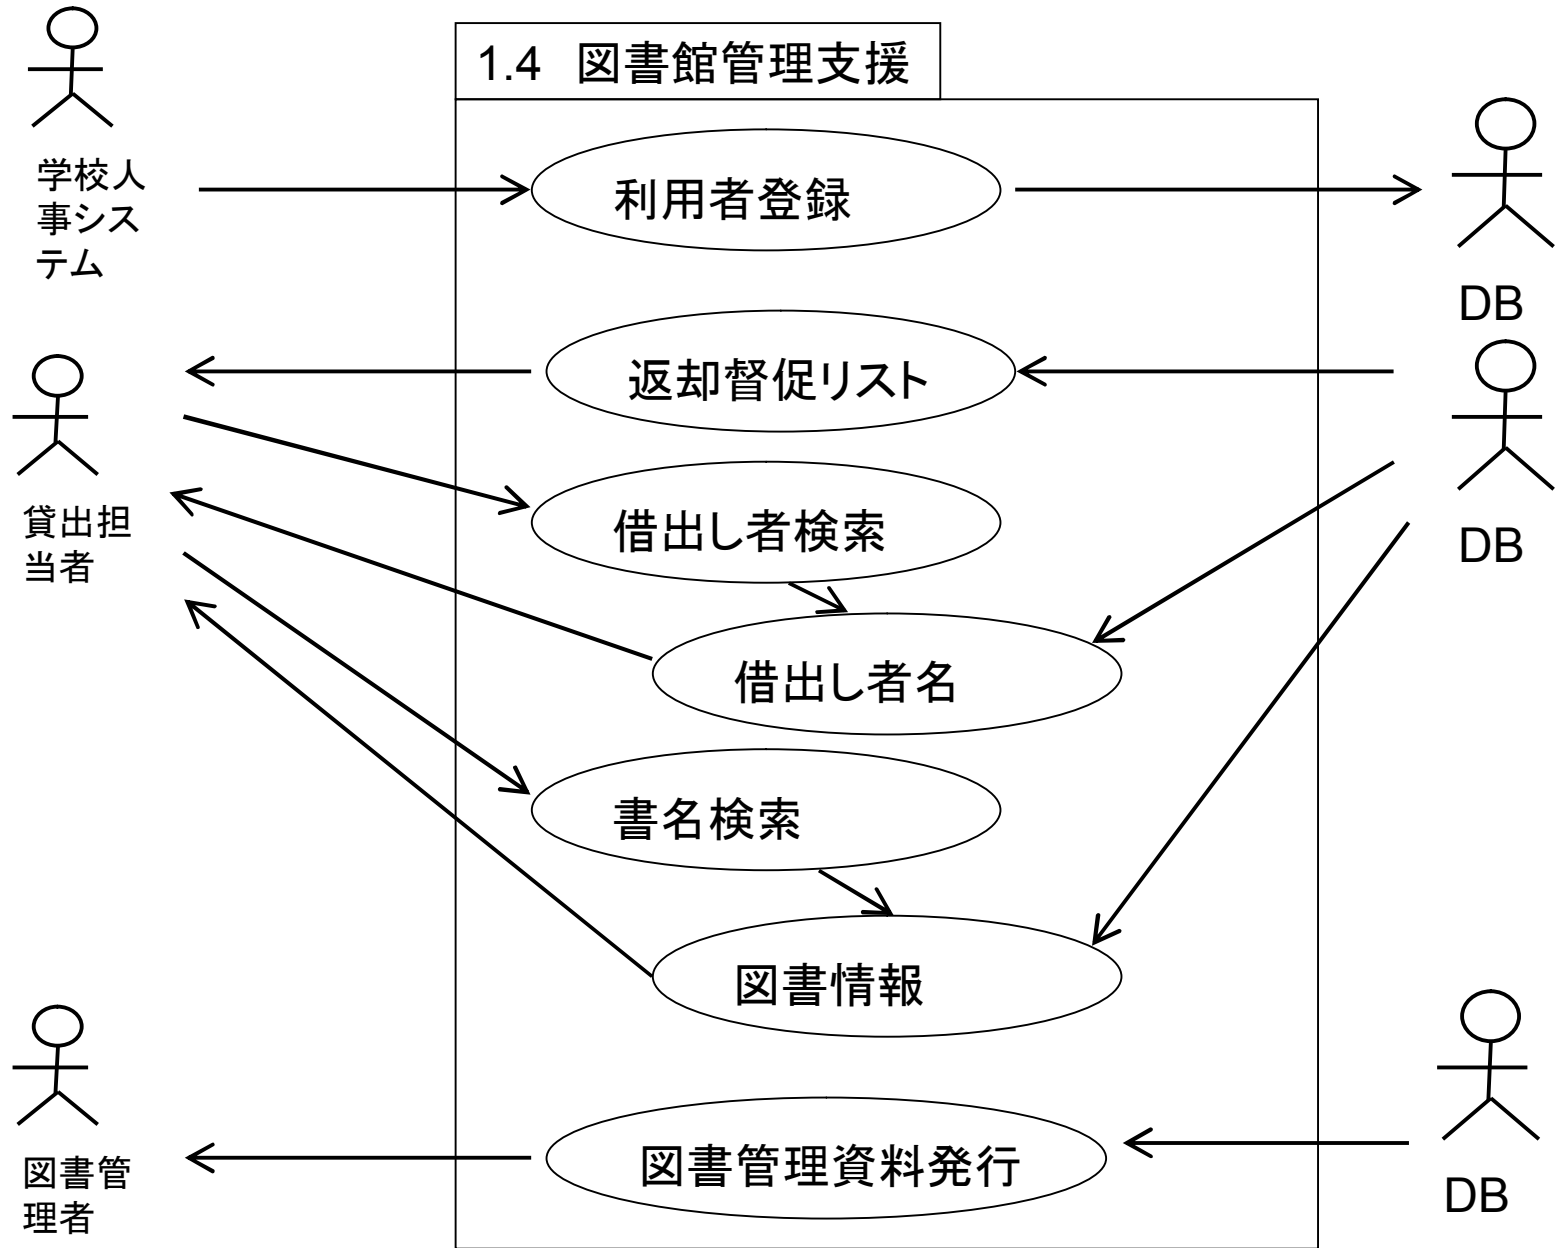 1.4 図書館管理支援
学校人
事シス
テム
利用者登録
DB
返却督促リスト
貸出担
当者
借出し者検索
DB
借出し者名
書名検索
図書情報
図書管
理者
図書管理資料発行
DB